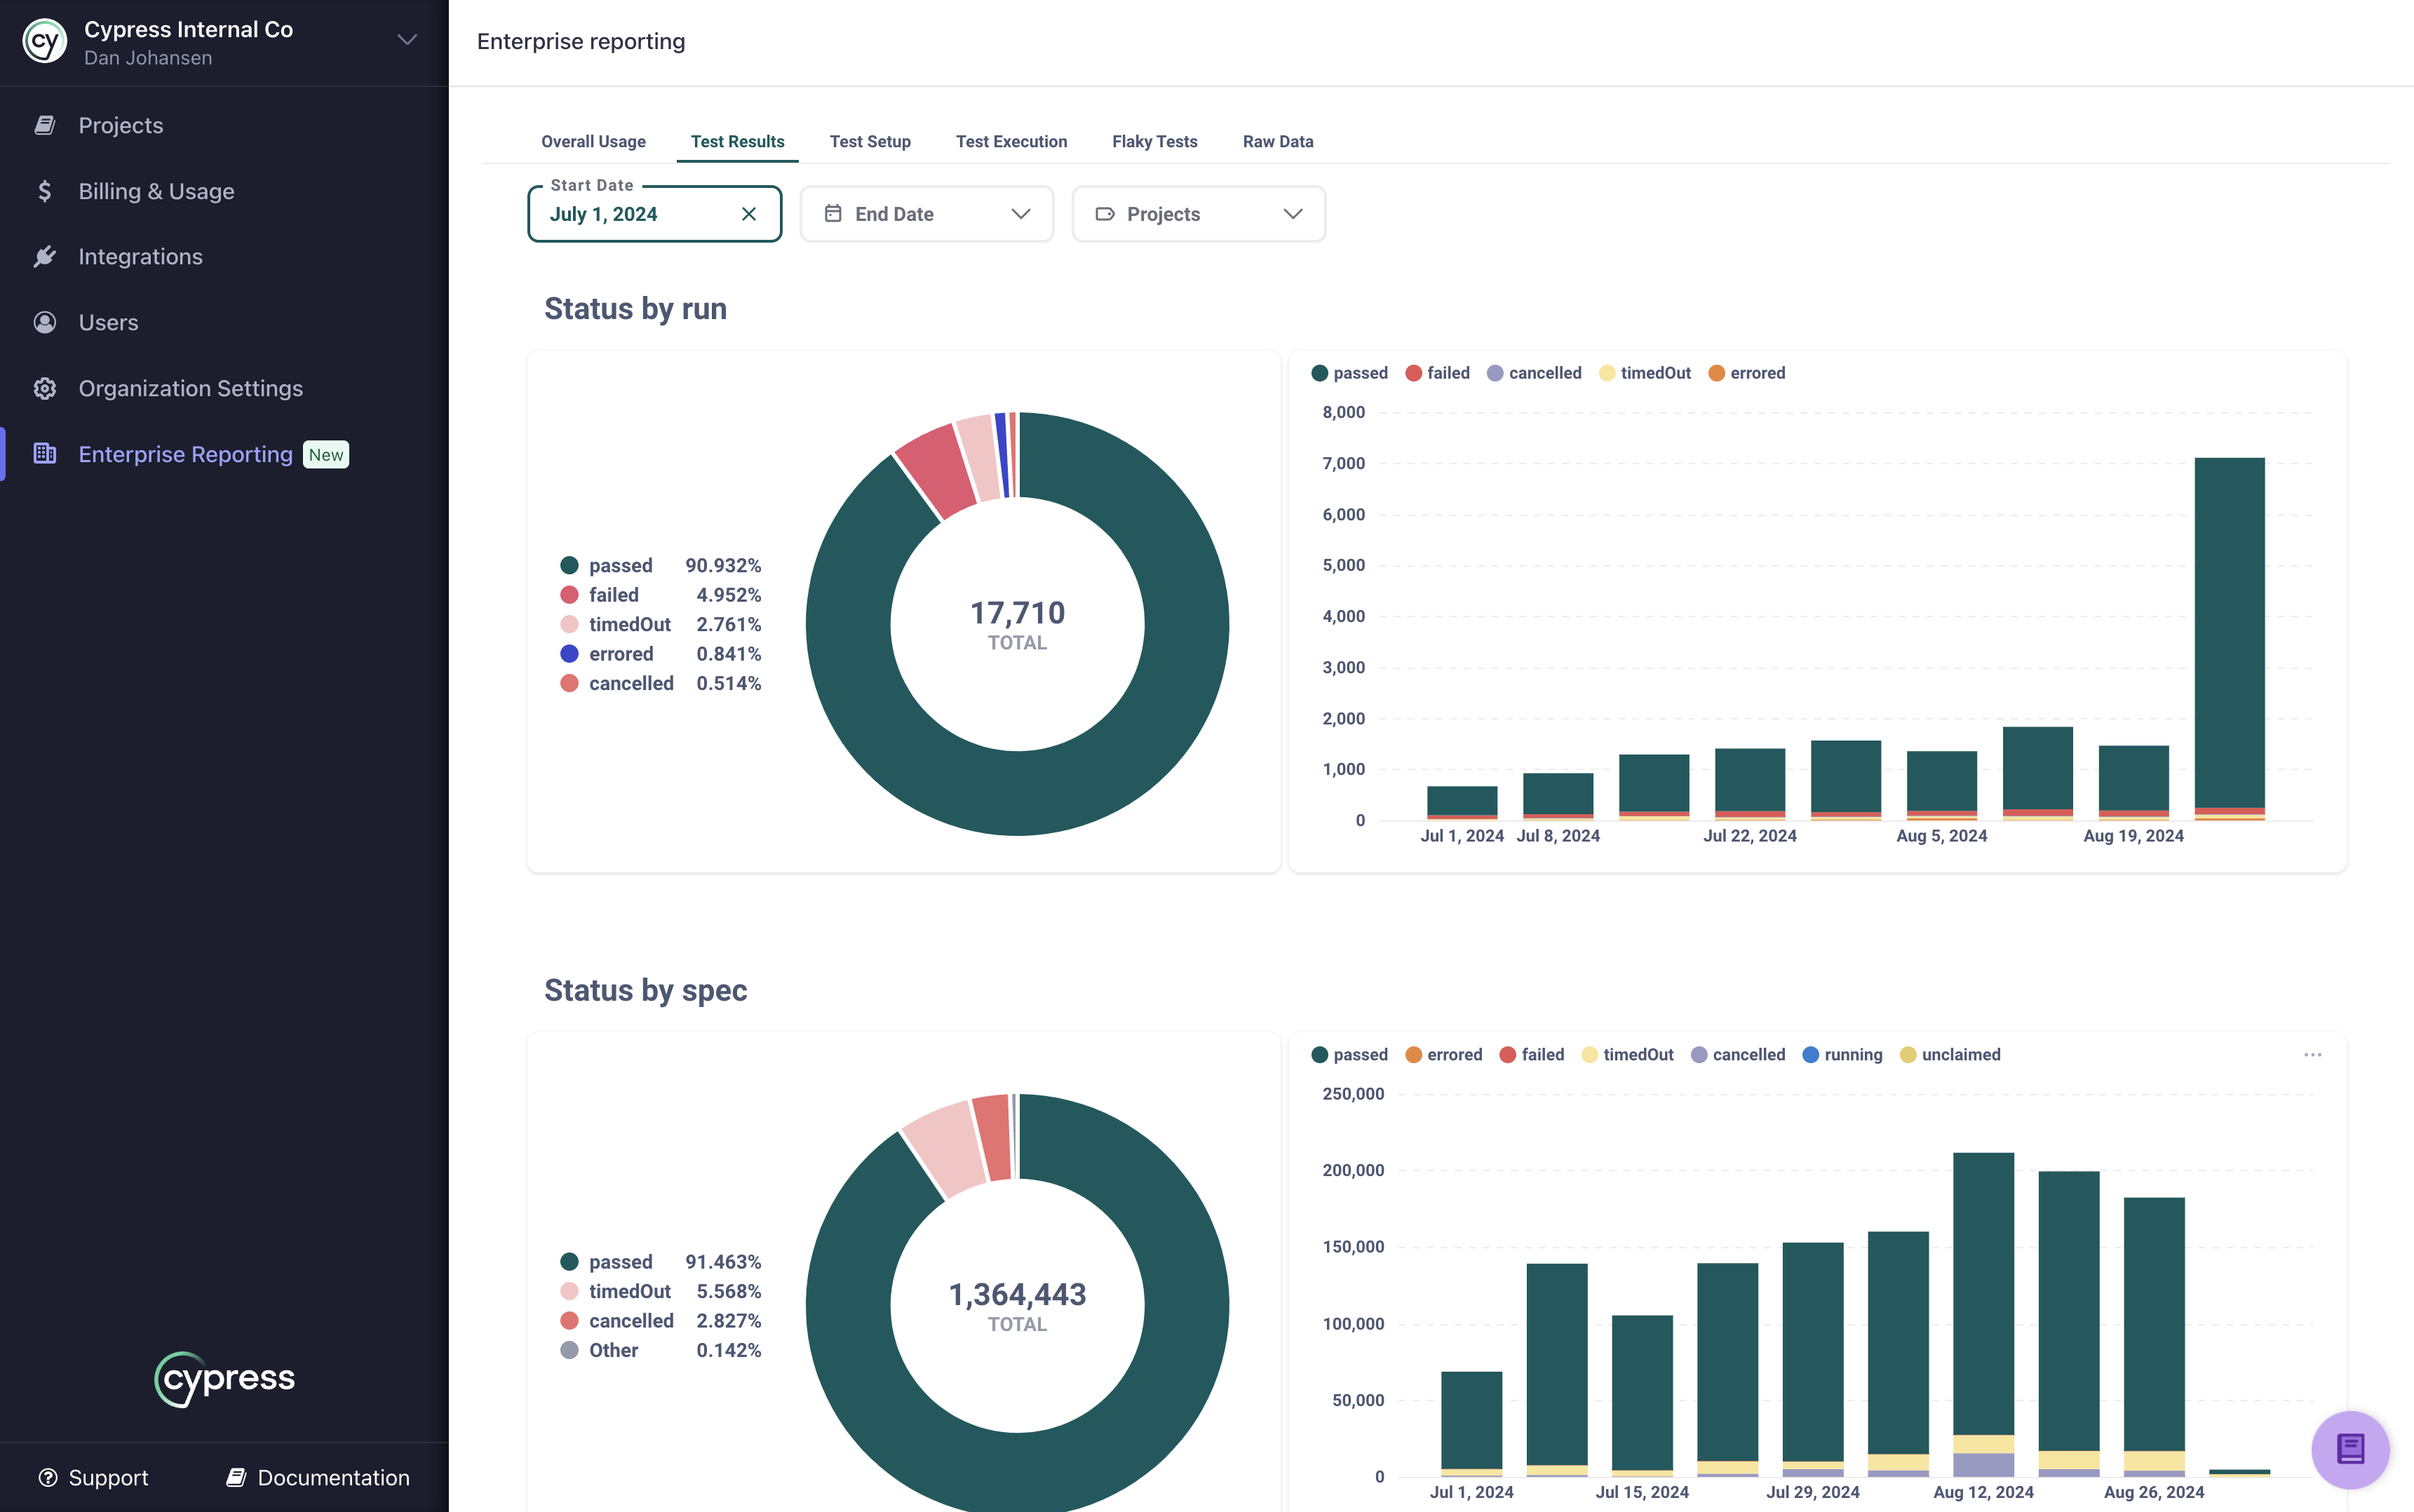 cy
Cypress Internal Co
Dan Johansen
Projects
Billing & Usage
Integrations
Users
Organization Settings
Enterprise Reporting New
cypress
Support Documentation
Enterprise reporting
Overall Usage Test Results Test Setup Test Execution Flaky Tests Raw Data
Start Date
July 1, 2024 End Date Projects
Status by run
passed 90.932%
failed 4.952%
timedOut 2.761%
errored 0.841%
cancelled 0.514%
17,710
TOTAL
passed failed cancelled timedOut errored
8,000
7,000
6,000
5,000
4,000
3,000
2,000
1,000
0
Jul 1, 2024 Jul 8, 2024 Jul 22, 2024 Aug 5, 2024 Aug 19, 2024
Status by spec
passed 91.463%
timedOut 5.568%
cancelled 2.827%
Other 0.142%
1,364,443
TOTAL
passed errored failed timedOut cancelled running unclaimed
250,000
200,000
150,000
100,000
50,000
0
Jul 1, 2024 Jul 15, 2024 Jul 29, 2024 Aug 12, 2024 Aug 26, 2024